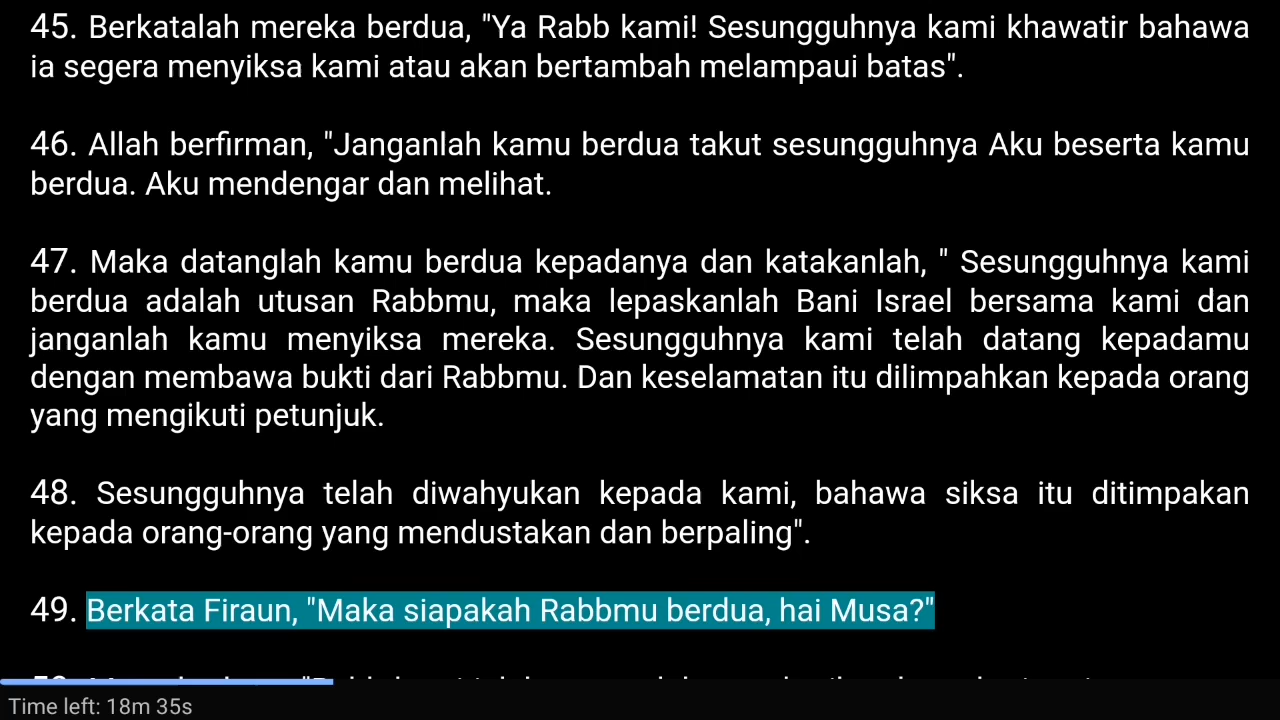 45. Berkatalah mereka berdua, "Ya Rabb kami! Sesungguhnya kami khawatir bahawa
ia segera menyiksa kami atau akan bertambah melampaui batas".
46. Allah berfirman, "Janganlah kamu berdua takut sesungguhnya Aku beserta kamu
berdua. Aku mendengar dan melihat.
47. Maka datanglah kamu berdua kepadanya dan katakanlah, " Sesungguhnya kami
berdua adalah utusan Rabbmu, maka lepaskanlah Bani Israel bersama kami dan
janganlah kamu menyiksa mereka. Sesungguhnya kami telah datang kepadamu
dengan membawa bukti dari Rabbmu. Dan keselamatan itu dilimpahkan kepada orang
yang mengikuti petunjuk.
48. Sesungguhnya telah diwahyukan kepada kami, bahawa siksa itu ditimpakan
kepada orang-orang yang mendustakan dan berpaling".
49. Berkata Firaun, "Maka siapakah Rabbmu berdua, hai Musa?"
Time left: 18m 35s